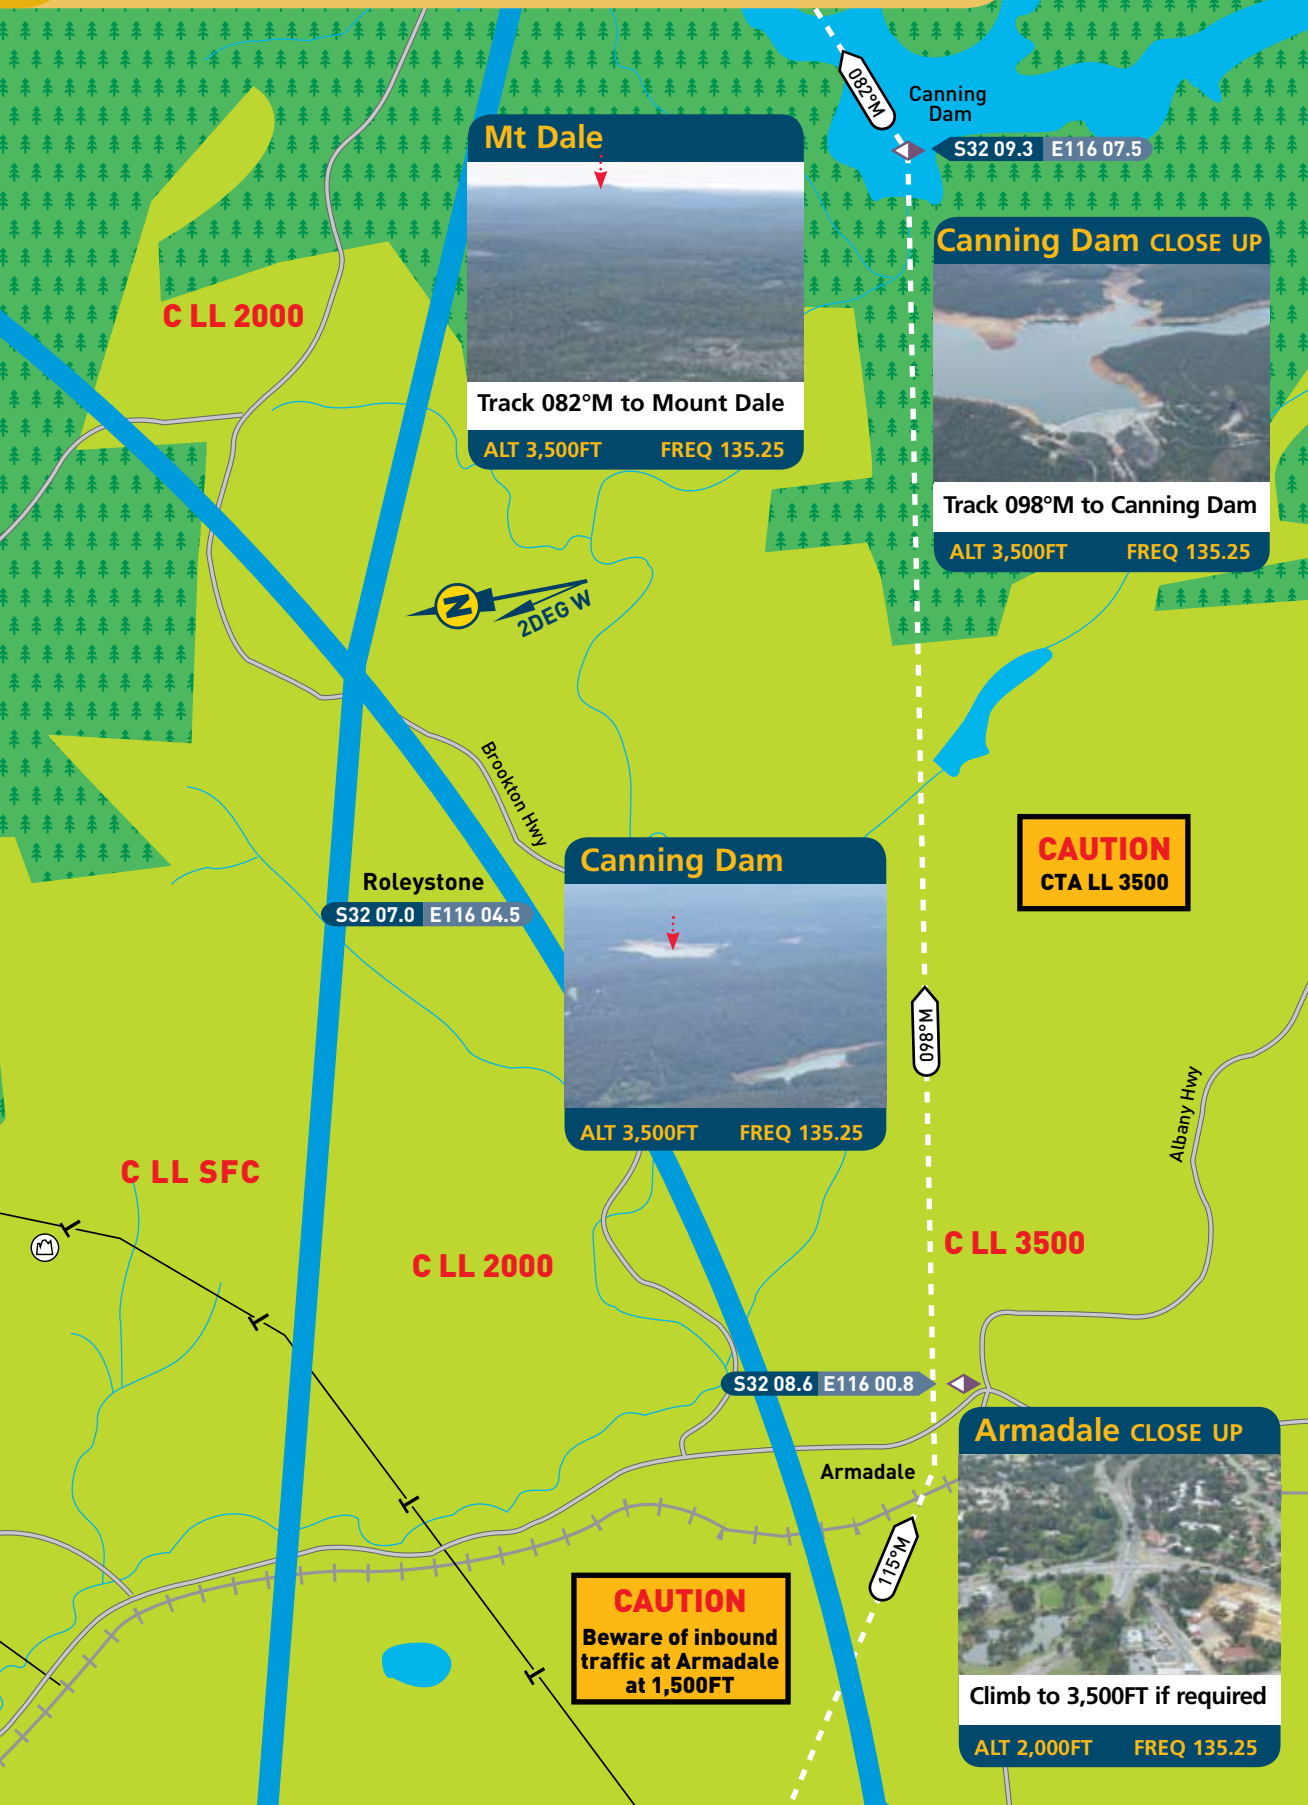 082°M
Canning
Dam
S32 09.3 E116 07.5
Mt Dale
Track 082°M to Mount Dale
ALT 3,500FT FREQ 135.25
Canning Dam CLOSE UP
Track 098°M to Canning Dam
ALT 3,500FT FREQ 135.25
C LL 2000
N
2DEG W
Brookton Hwy
CAUTION
CTA LL 3500
Roleystone
S32 07.0 E116 04.5
Canning Dam
ALT 3,500FT FREQ 135.25
098°M
Albany Hwy
C LL SFC
C LL 2000
C LL 3500
S32 08.6 E116 00.8
Armadale
115°M
Armadale CLOSE UP
Climb to 3,500FT if required
ALT 2,000FT FREQ 135.25
CAUTION
Beware of inbound
traffic at Armadale
at 1,500FT